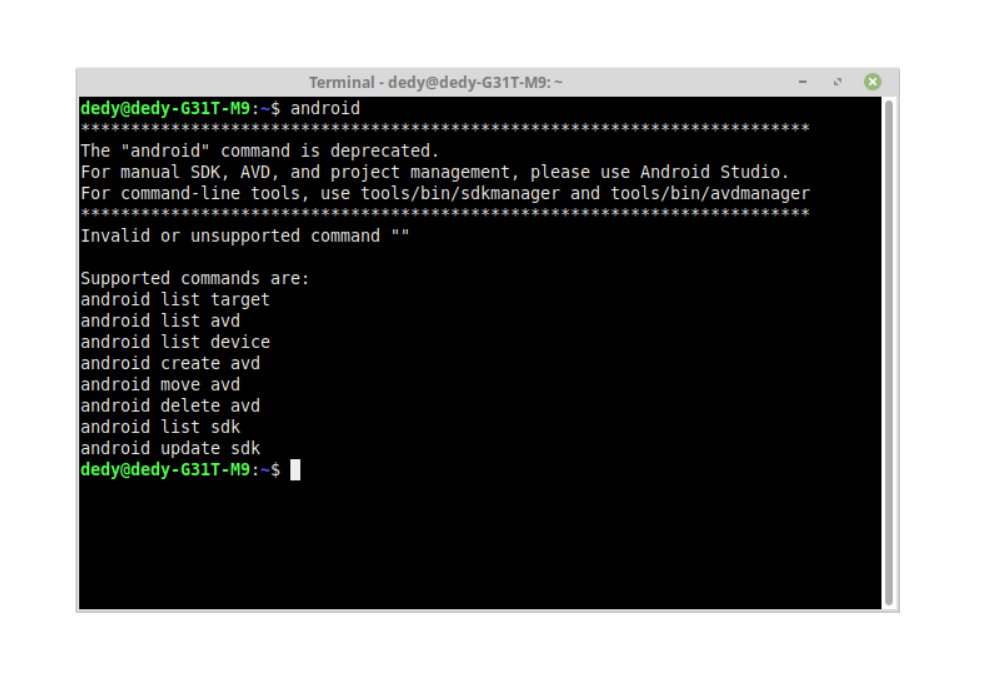 Terminal - dedy@dedy-G31T-M9: ~
dedy@dedy-G31T-M9:~$ android
*************************************************************************
The "android" command is deprecated.
For manual SDK, AVD, and project management, please use Android Studio.
For command-line tools, use tools/bin/sdkmanager and tools/bin/avdmanager
*************************************************************************
Invalid or unsupported command ""

Supported commands are:
android list target
android list avd
android list device
android create avd
android move avd
android delete avd
android list sdk
android update sdk
dedy@dedy-G31T-M9:~$